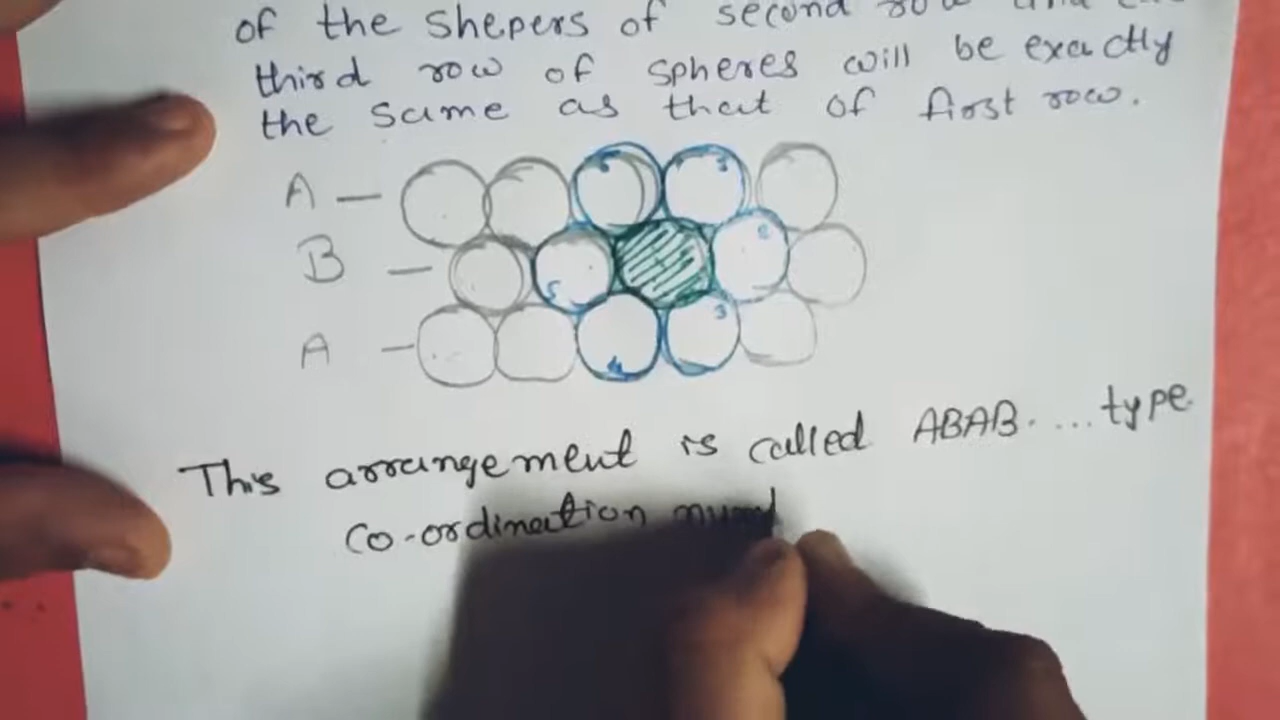 of the Shepers of second row
third row of spheres will be exactly
the same as that of first row.
A —
B —
A —
This arrangement is called ABAB.... type
Co-ordination